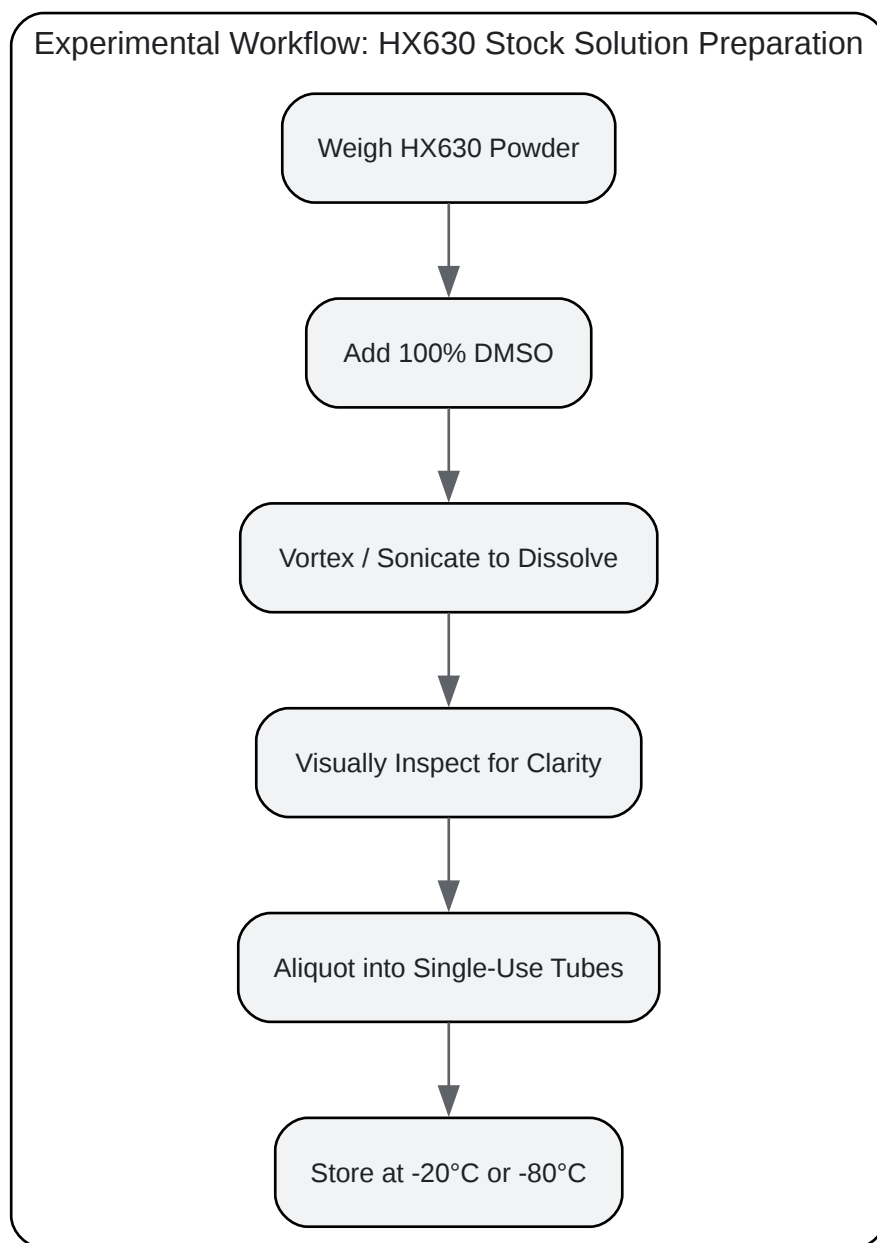 Experimental Workflow: HX630 Stock Solution Preparation
Weigh HX630 Powder
Add 100% DMSO
Vortex / Sonicate to Dissolve
Visually Inspect for Clarity
Aliquot into Single-Use Tubes
Store at -20°C or -80°C